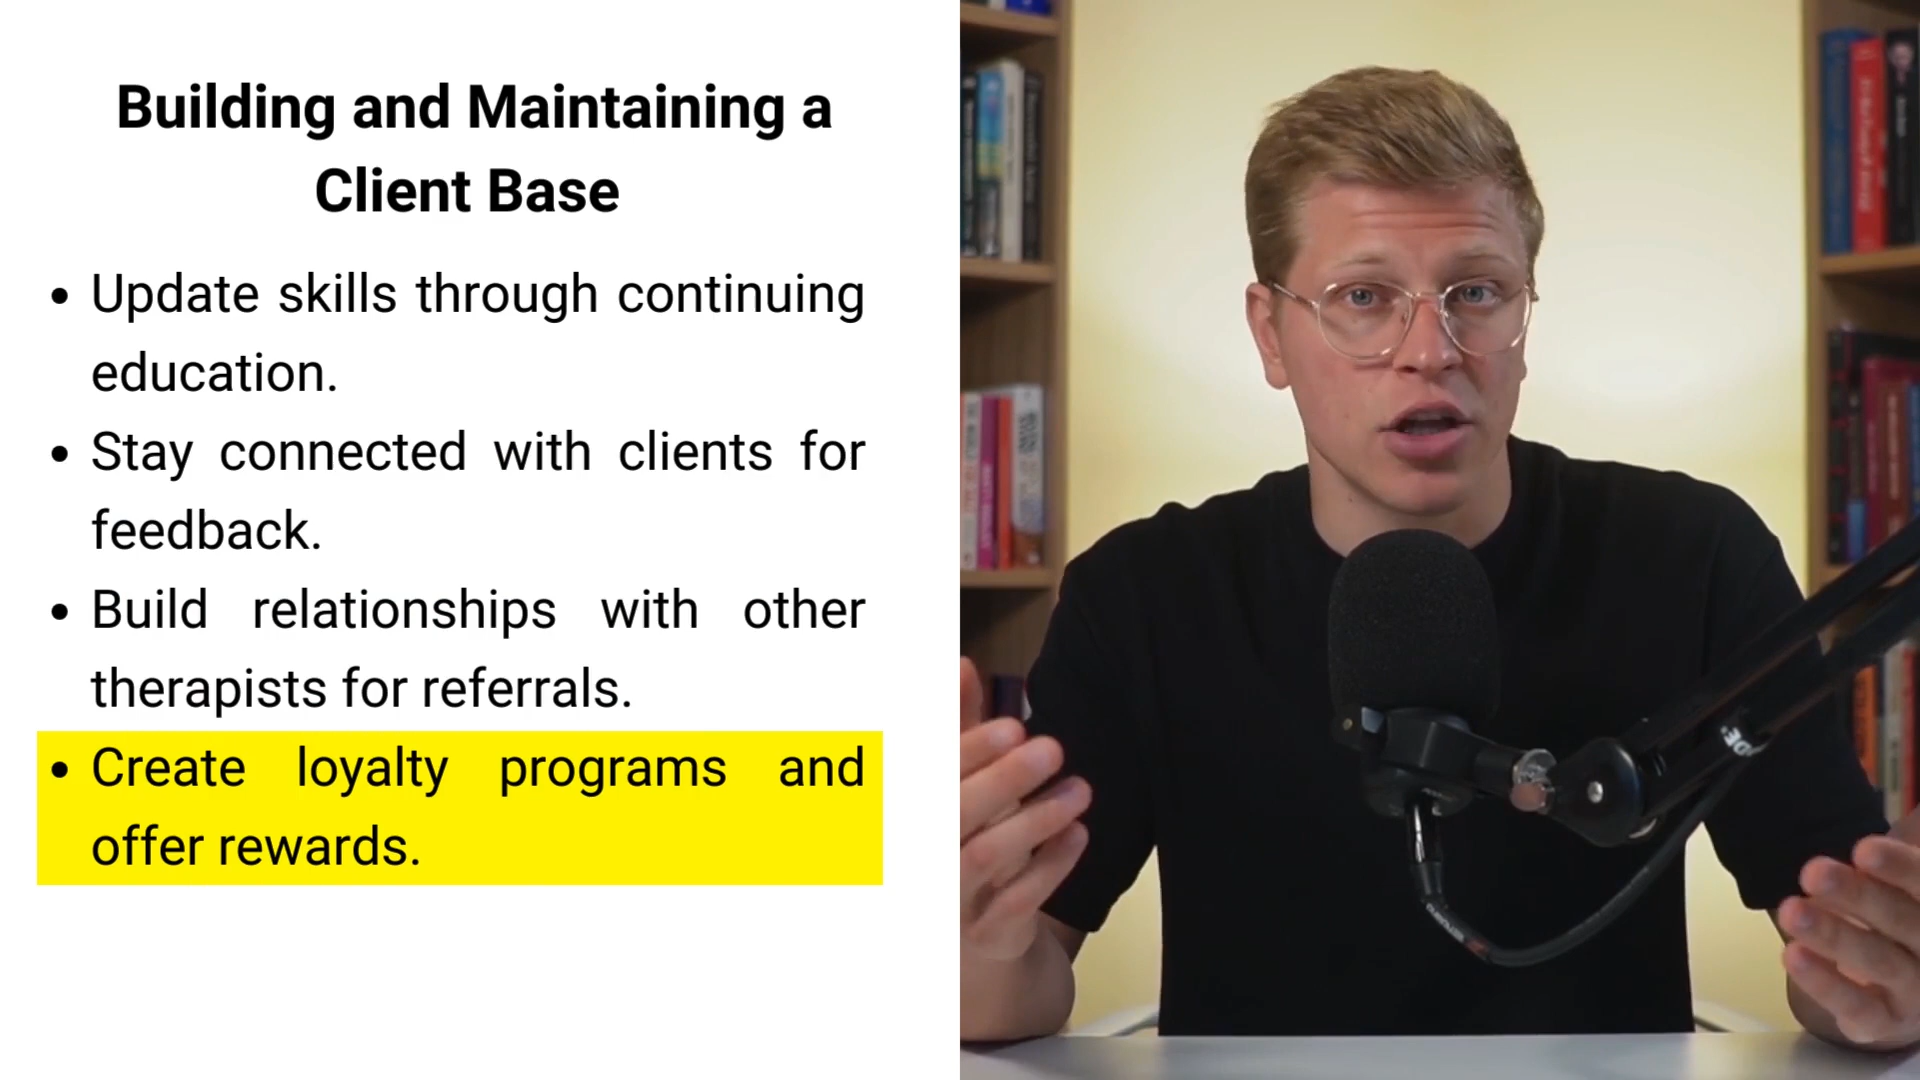 Building and Maintaining a
Client Base
• Update skills through continuing
education.
• Stay connected with clients for
feedback.
• Build relationships with other
therapists for referrals.
• Create loyalty programs and
offer rewards.